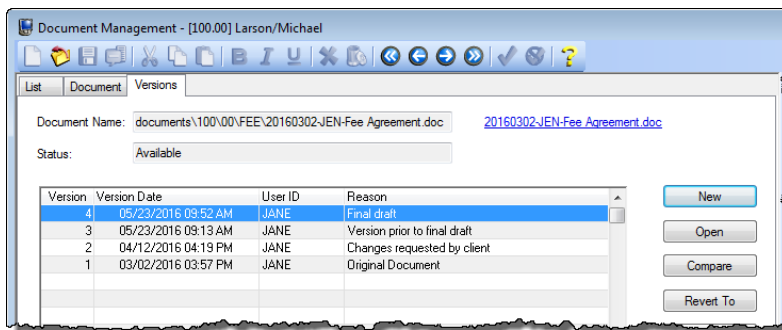 Document Management - [100.00] Larson/Michael
B I U ?
List Document Versions
Document Name: documents\100\00\FEE\20160302-JEN-Fee Agreement.doc 20160302-JEN-Fee Agreement.doc
Status: Available
Version Version Date User ID Reason
4 05/23/2016 09:52 AM JANE Final draft
3 05/23/2016 09:13 AM JANE Version prior to final draft
2 04/12/2016 04:19 PM JANE Changes requested by client
1 03/02/2016 03:57 PM JANE Original Document
New
Open
Compare
Revert To